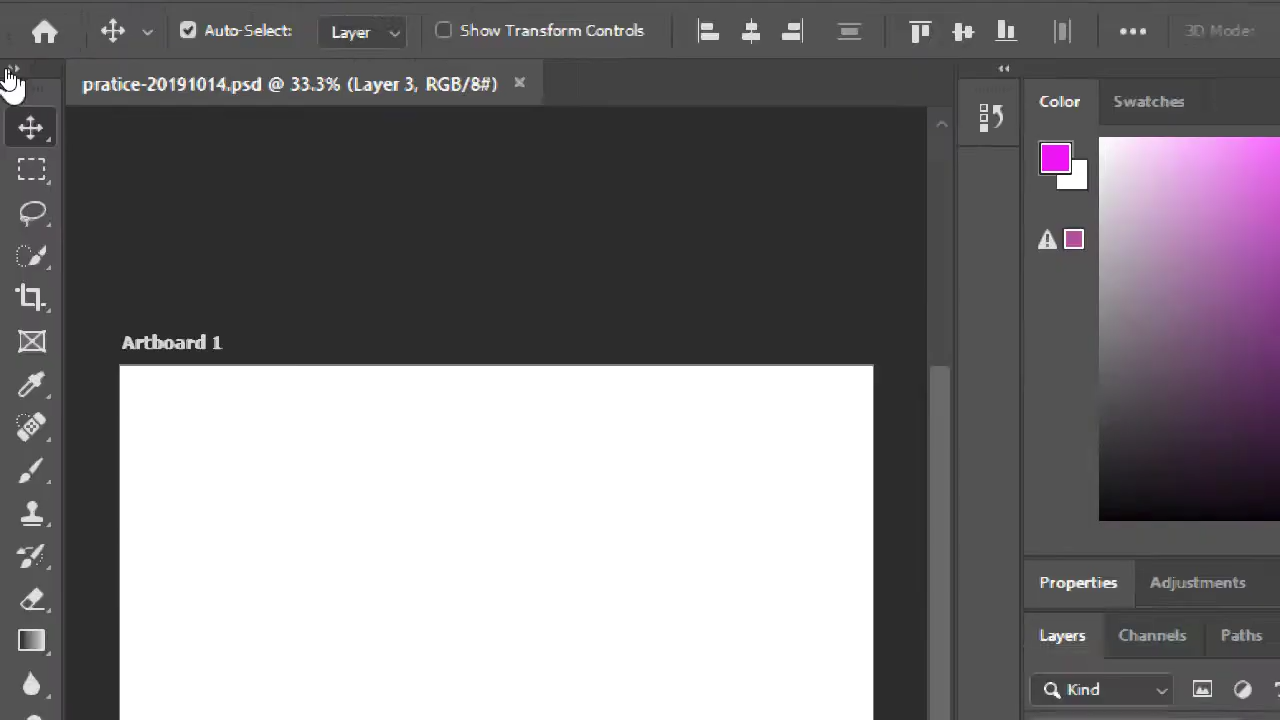 Auto-Select: Layer Show Transform Controls 3D Mode:
pratice-20191014.psd @ 33.3% (Layer 3, RGB/8#)
Color Swatches
Artboard 1
Properties Adjustments
Layers Channels Paths
Kind